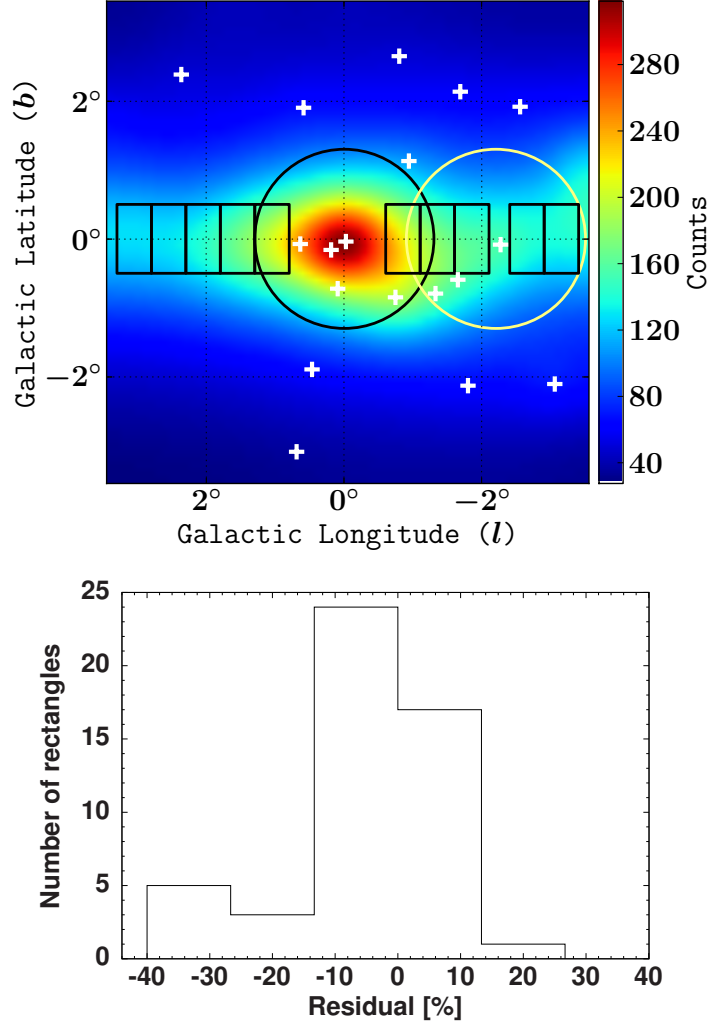 280
2°
240
200
0°
160
120
−2°
80
40
2° 0° −2°
Galactic Latitude (b)
Counts
Galactic Longitude (l)
25
20
15
10
5
0
-40 -30 -20 -10 0 10 20 30 40
Number of rectangles
Residual [%]